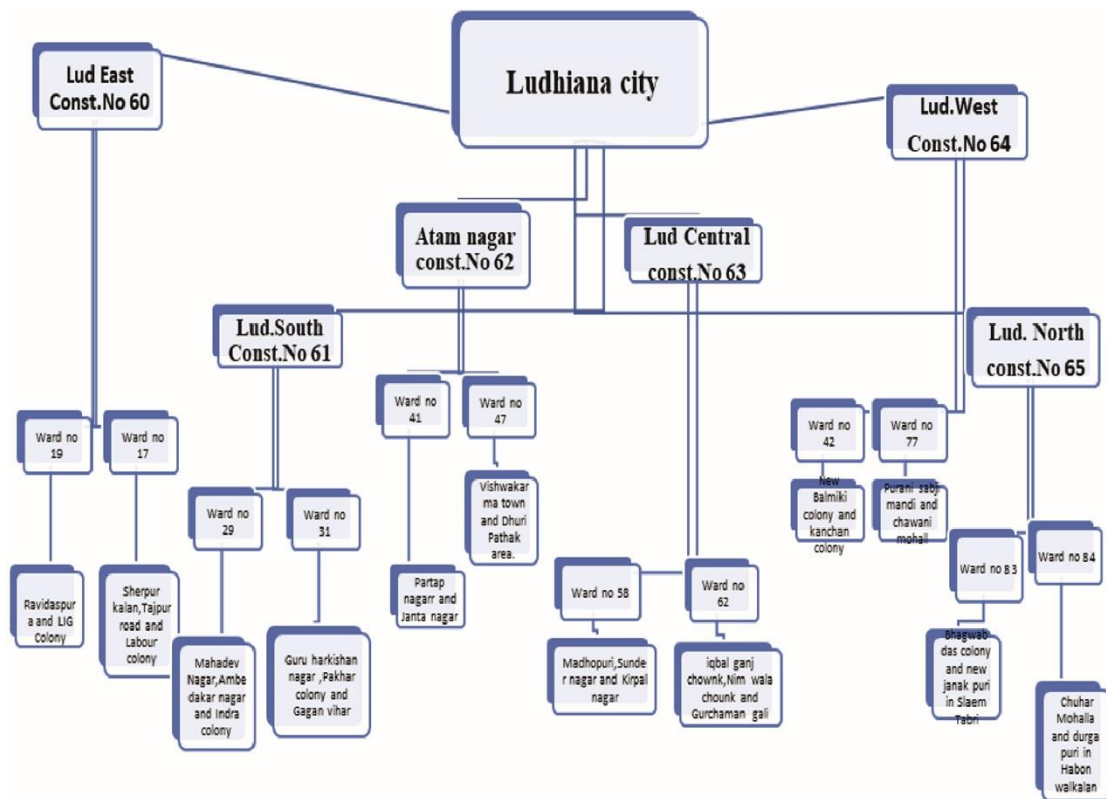 Ludhiana city
Lud East
Const.No 60
Lud.West
Const.No 64
Atam nagar
const.No 62
Lud Central
const.No 63
Lud.South
Const.No 61
Lud. North
const.No 65
Ward no
19
Ward no
17
Ward no
29
Ward no
31
Ward no
41
Ward no
47
Ward no 58
Ward no
62
Ward no
42
Ward no
77
Ward no 83
Ward no 84
Ravidaspur
a and LIG
Colony
Sherpur
kalan,Tajpur
road and
Labour
colony
Mahadev
Nagar,Ambe
dakar nagar
and Indra
colony
Guru harkishan
nagar ,Pakhar
colony and
Gagan vihar
Partap
nagarr and
Janta nagar
Vishwakar
ma town
and Dhuri
Pathak
area.
Madhopuri,Sunde
r nagar and Kirpal
nagar
iqbal ganj
chownk,Nim wala
chounk and
Gurchaman gali
New
Balmiki
colony and
kanchan
colony
Purani sabji
mandi and
chawani
mohall
Bhagwab
das colony
and new
janak puri
in Slaem
Tabri
Chuhar
Mohalla
and durga
puri in
Habon
walkalan